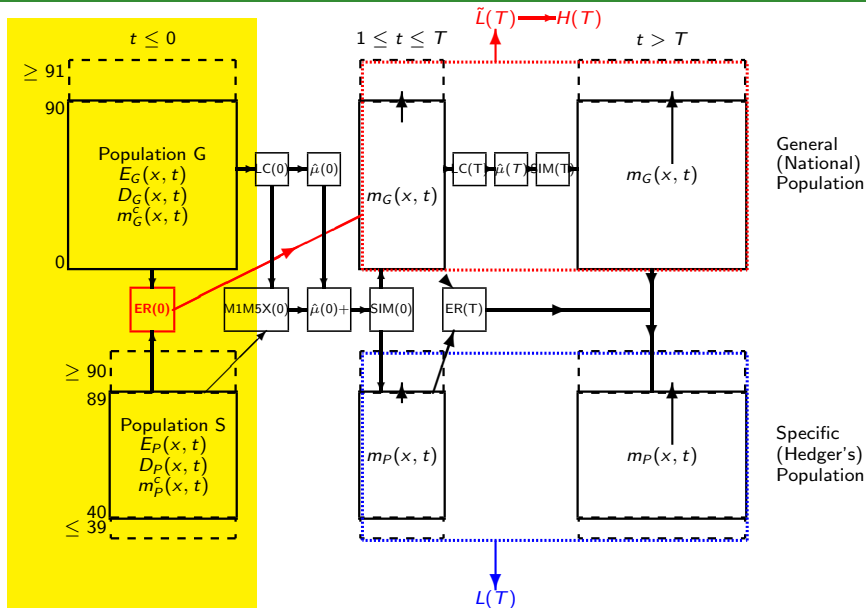 t ≤ 0
1 ≤ t ≤ T
t > T
L̃(T)
H(T)
≥ 91
90
0
Population G
E_G(x, t)
D_G(x, t)
m^c_G(x, t)
LC(0)
μ̂(0)
m_G(x, t)
LC(T)
μ̂(T)
SIM(T)
m_G(x, t)
General
(National)
Population
ER(0)
M1M5X(0)
μ̂(0)+
SIM(0)
ER(T)
≥ 90
89
40
≤ 39
Population S
E_P(x, t)
D_P(x, t)
m^c_P(x, t)
m_P(x, t)
m_P(x, t)
Specific
(Hedger's)
Population
L(T)